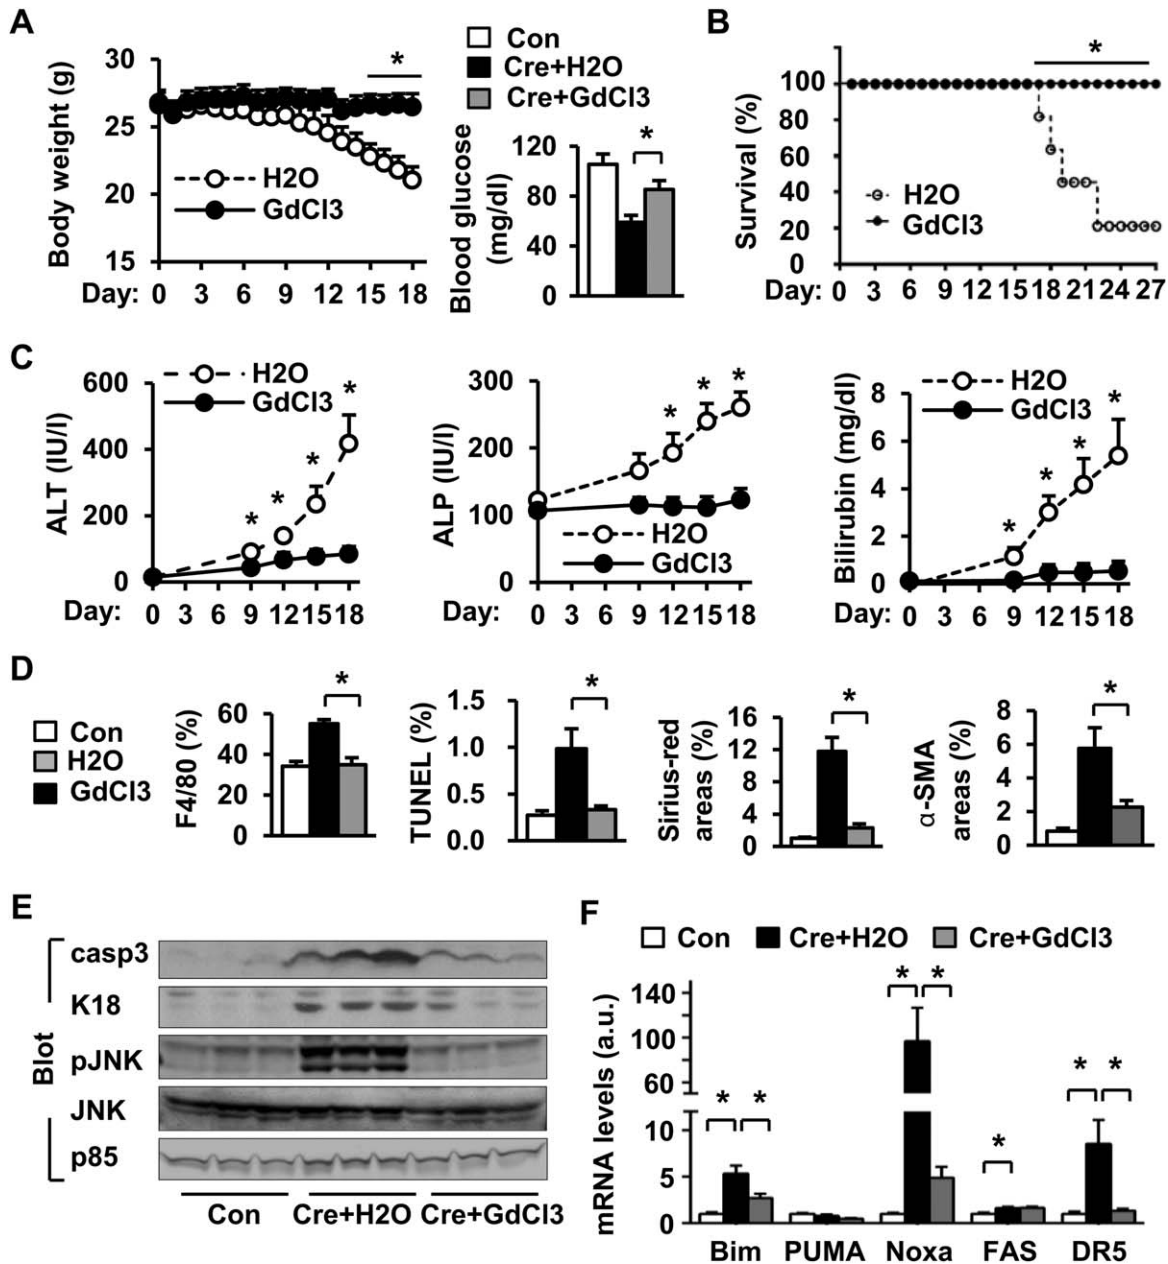 A
Body weight (g)
30
25
20
15
*
H2O
GdCl3
Day: 0 3 6 9 12 15 18
Con
Cre+H2O
Cre+GdCl3
Blood glucose
(mg/dl)
120
80
40
0
*
B
Survival (%)
100
80
60
40
20
0
*
H2O
GdCl3
Day: 0 3 6 9 12 15 18 21 24 27
C
ALT (IU/l)
600
400
200
0
H2O
GdCl3
* * * *
Day: 0 3 6 9 12 15 18
ALP (IU/l)
300
200
100
0
* * *
H2O
GdCl3
Day: 0 3 6 9 12 15 18
Bilirubin (mg/dl)
8
6
4
2
0
H2O
GdCl3
* * * *
Day: 0 3 6 9 12 15 18
D
Con
H2O
GdCl3
F4/80 (%)
60
40
20
0
*
TUNEL (%)
1.5
1.0
0.5
0.0
*
Sirius-red
areas (%)
16
12
8
4
0
*
α-SMA
areas (%)
8
6
4
2
0
*
E
Blot
casp3
K18
pJNK
JNK
p85
Con Cre+H2O Cre+GdCl3
F
Con Cre+H2O Cre+GdCl3
mRNA levels (a.u.)
140
100
60
10
5
0
* *
* *
*
* *
Bim PUMA Noxa FAS DR5